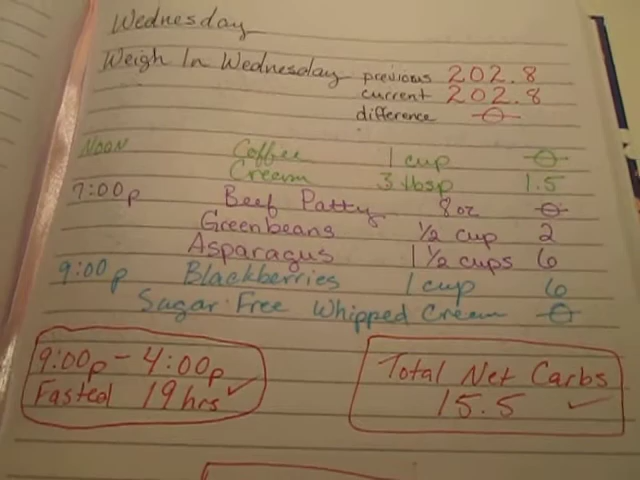 Wednesday
Weigh In Wednesday previous 202.8
current 202.8
difference 0
Noon Coffee 1 cup 0
Cream 3 tbsp 1.5
7:00p Beef Patty 8oz 0
Greenbeans 1/2 cup 2
Asparagus 1 1/2 cups 6
9:00p Blackberries 1 cup 6
Sugar Free Whipped Cream 0
9:00p - 4:00p
Fasted 19 hrs ✓
Total Net Carbs
15.5 ✓